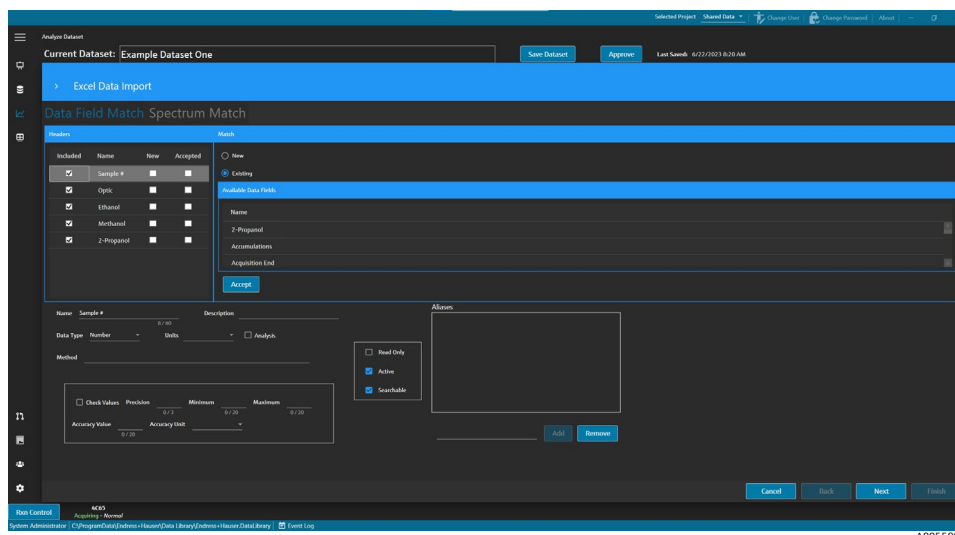 Selected Project Shared Data Change User Change Password About
Analyze Dataset
Current Dataset: Example Dataset One Save Dataset Approve Last Saved: 6/22/2023 8:20 AM
Excel Data Import
Data Field Match Spectrum Match
Headers Match
Included Name New Accepted New
Sample # Existing
Optic Available Data Fields
Ethanol Name
Methanol 2-Propanol
2-Propanol Accumulations
Acquisition End
Accept
Name Sample # Description Aliases
8 / 60
Data Type Number Units Analysis
Method Read Only
Active
Searchable
Check Values Precision Minimum Maximum
0 / 3 0 / 20 0 / 20
Accuracy Value Accuracy Unit
0 / 20
Add Remove
Cancel Back Next Finish
Rxn Control 4C65
Acquiring - Normal
System Administrator C:\ProgramData\Endress+Hauser\Data Library\Endress+Hauser.DataLibrary Event Log